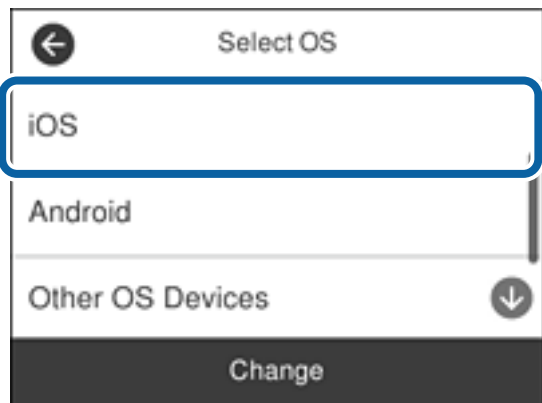 Select OS
iOS
Android
Other OS Devices
Change